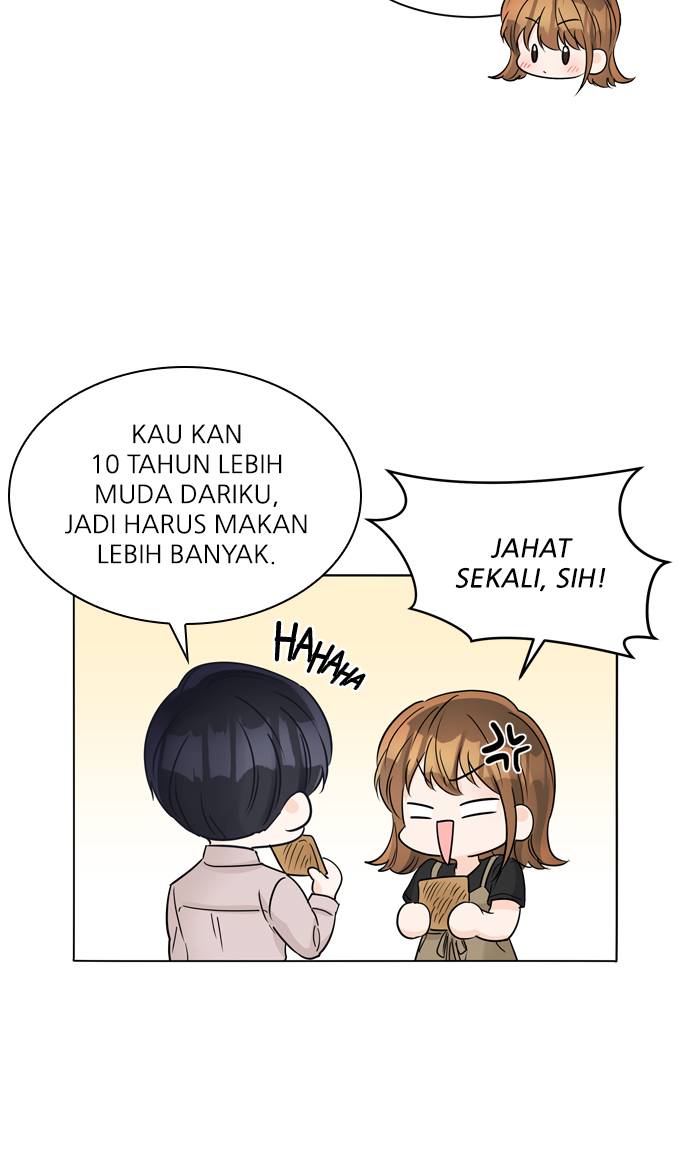 KAU KAN
10 TAHUN LEBIH
MUDA DARIKU,
JADI HARUS MAKAN
LEBIH BANYAK.
JAHAT
SEKALI, SIH!
HAHAHA